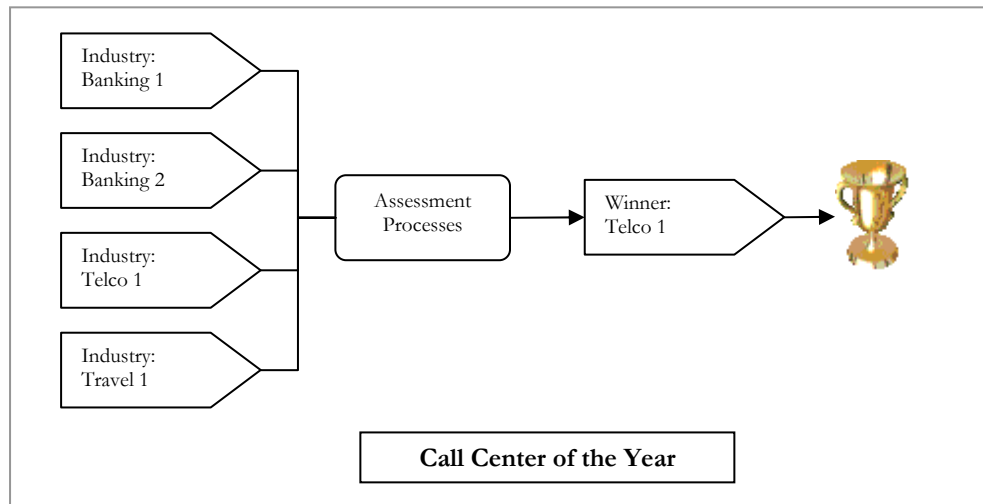 Industry:
Banking 1
Industry:
Banking 2
Industry:
Telco 1
Industry:
Travel 1
Assessment
Processes
Winner:
Telco 1
Call Center of the Year